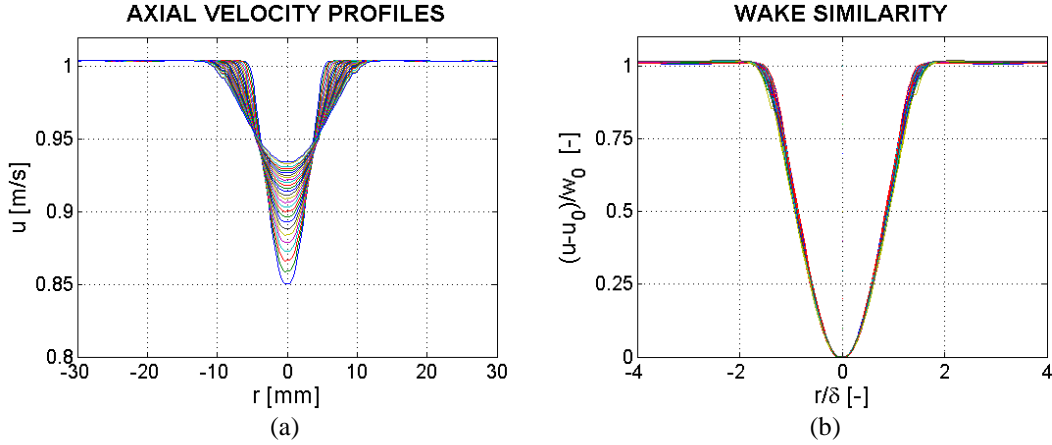 AXIAL VELOCITY PROFILES
u [m/s]
1
0.95
0.9
0.85
0.8
-30 -20 -10 0 10 20 30
r [mm]
(a)
WAKE SIMILARITY
(u-u0)/w0 [-]
1
0.75
0.5
0.25
0
-4 -2 0 2 4
r/δ [-]
(b)